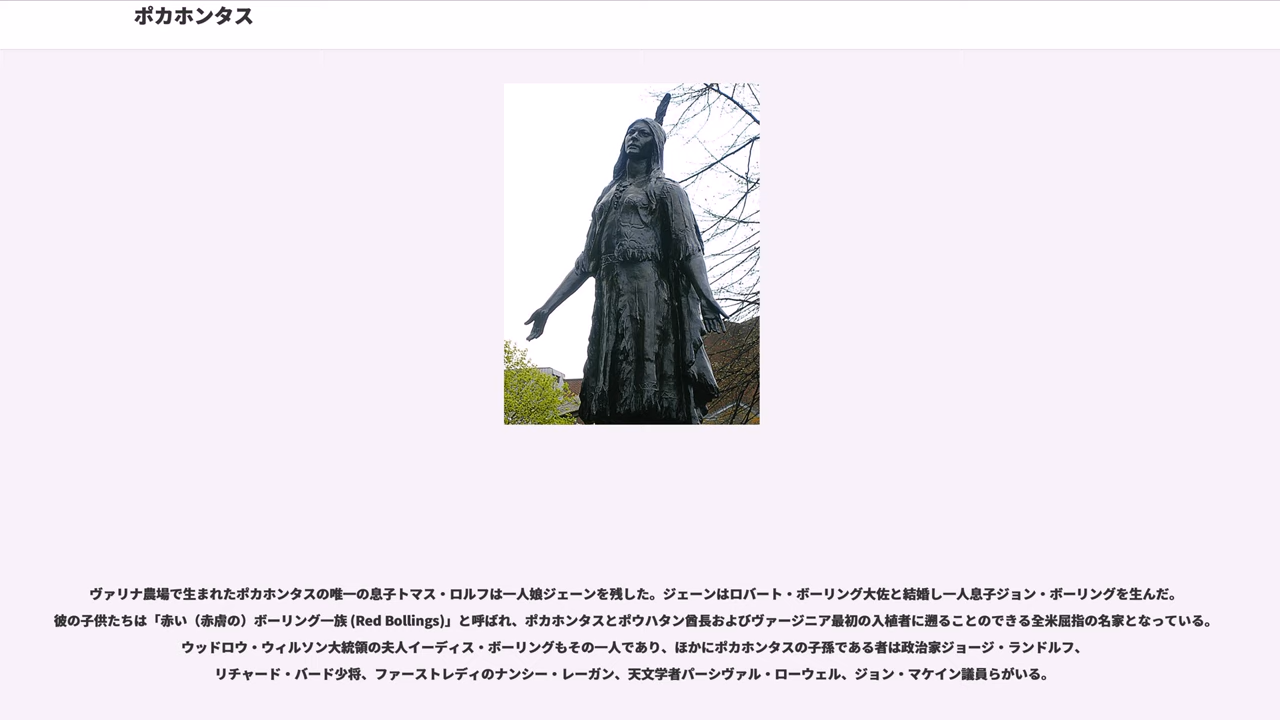 ポカホンタス
ヴァリナ農場で生まれたポカホンタスの唯一の息子トマス・ロルフは一人娘ジェーンを残した。ジェーンはロバート・ボーリング大佐と結婚し一人息子ジョン・ボーリングを生んだ。
彼の子供たちは「赤い（赤虏の）ボーリング一族 (Red Bollings)」と呼ばれ、ポカホンタスとポウハタン酋長およびヴァージニア最初の入植者に遡ることのできる全米屈指の名家となっている。
ウッドロウ・ウィルソン大統領の夫人イーディス・ボーリングもその一人であり、ほかにポカホンタスの子孫である者は政治家ジョージ・ランドルフ、
リチャード・バード少将、ファーストレディのナンシー・レーガン、天文学者パーシヴァル・ローウェル、ジョン・マケイン議員らがいる。